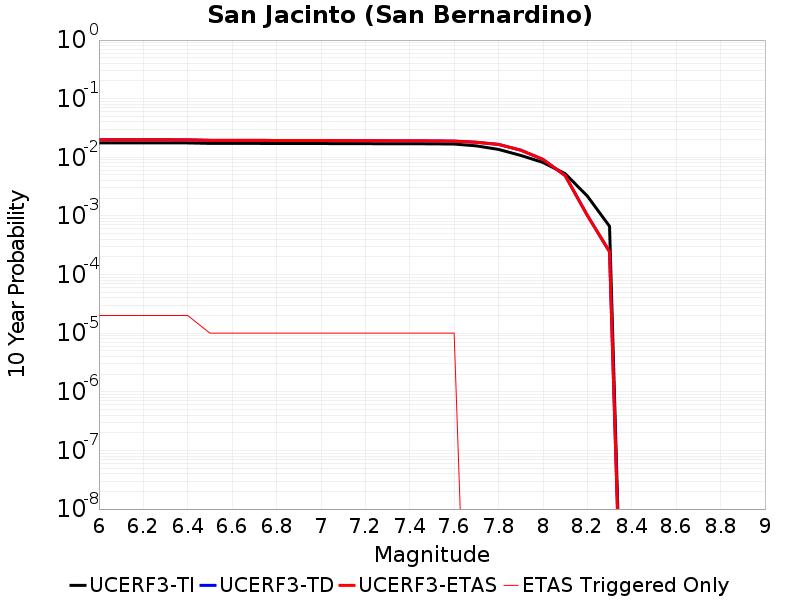 San Jacinto (San Bernardino)
10^0
10^-1
10^-2
10^-3
10^-4
10^-5
10^-6
10^-7
10^-8
10 Year Probability
6 6.2 6.4 6.6 6.8 7 7.2 7.4 7.6 7.8 8 8.2 8.4 8.6 8.8 9
Magnitude
UCERF3-TI UCERF3-TD UCERF3-ETAS ETAS Triggered Only